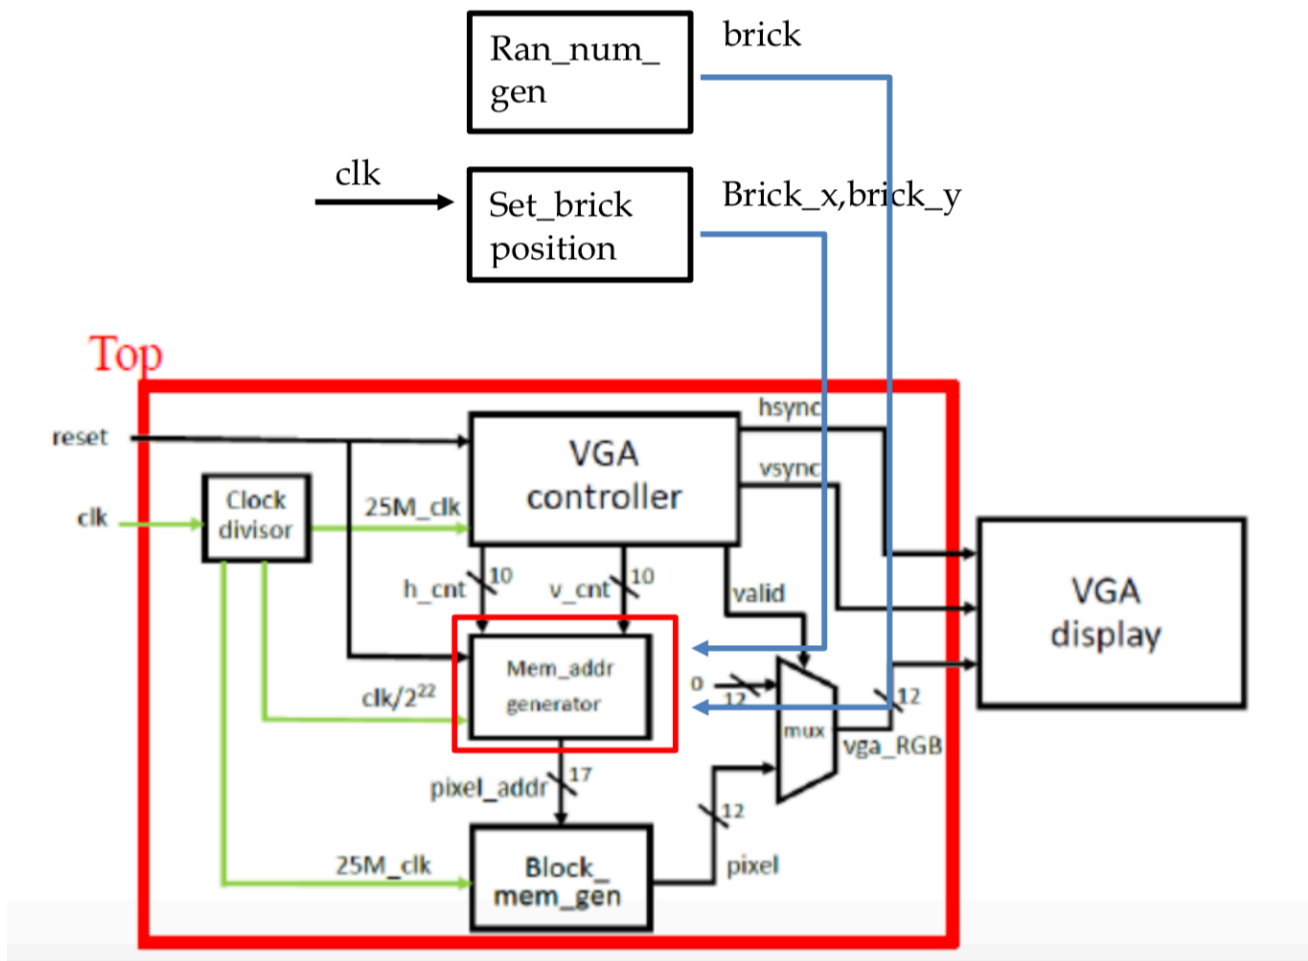 Ran_num_
gen
brick
clk
Set_brick
position
Brick_x,brick_y
Top
reset
clk
Clock
divisor
25M_clk
VGA
controller
hsync
vsync
h_cnt
10
v_cnt
10
valid
VGA
display
Mem_addr
generator
clk/2²²
0
12
mux
12
vga_RGB
pixel_addr
17
12
pixel
25M_clk
Block_
mem_gen